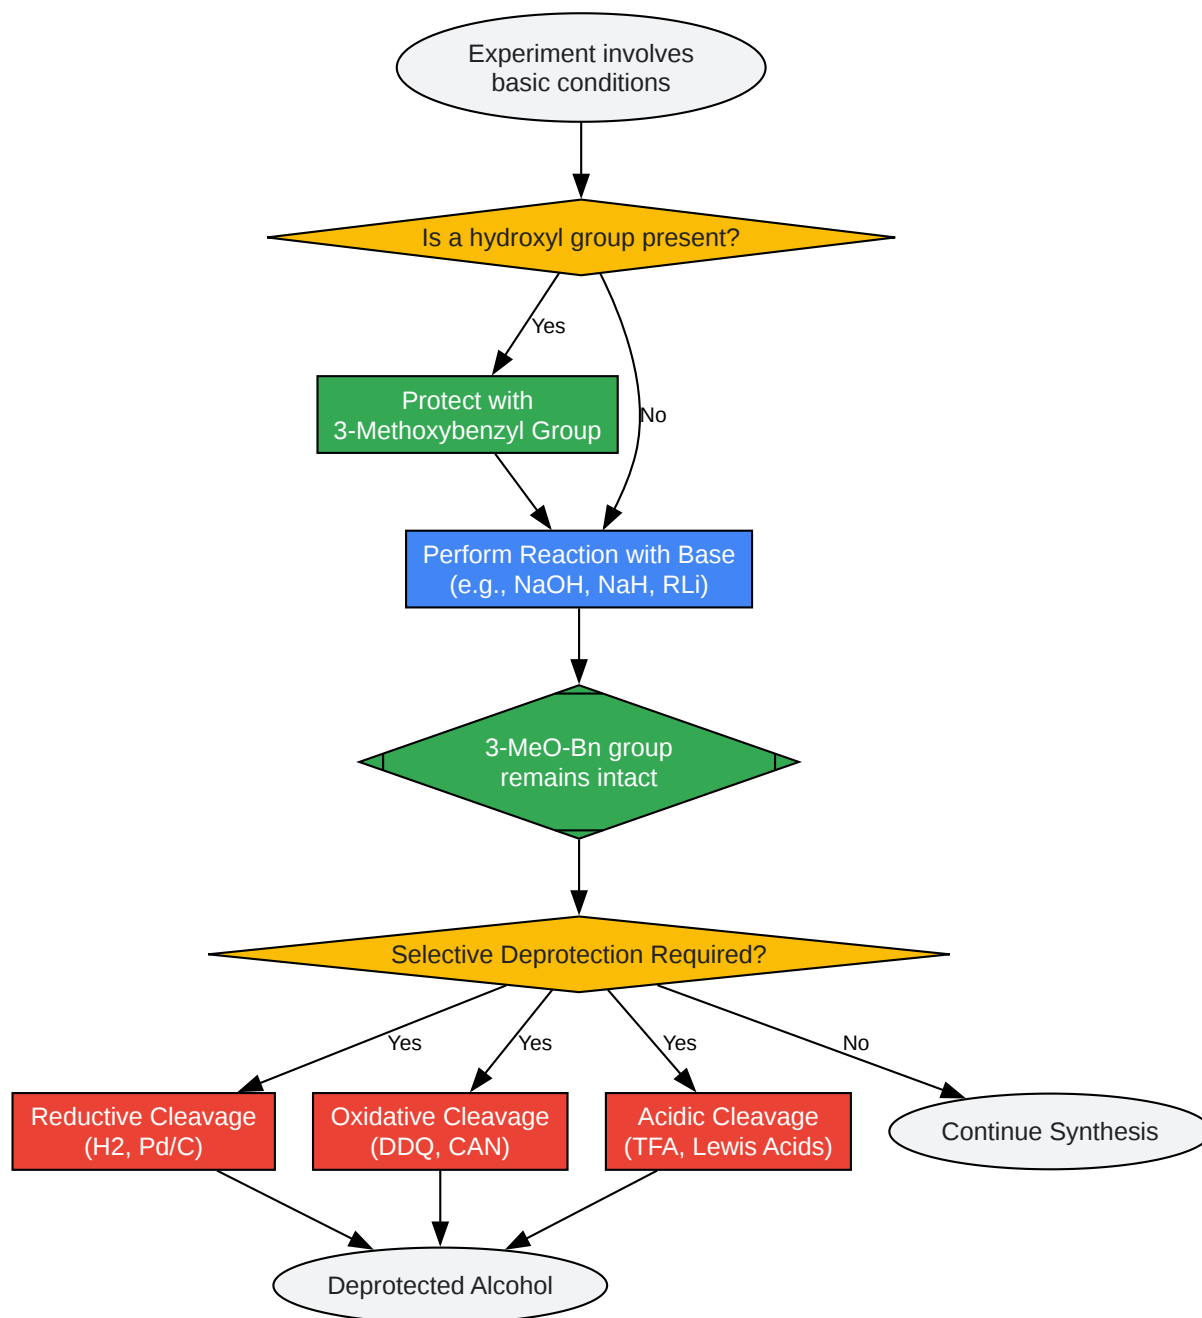 Experiment involves
basic conditions
Is a hydroxyl group present?
Yes
Protect with
3-Methoxybenzyl Group
No
Perform Reaction with Base
(e.g., NaOH, NaH, RLi)
3-MeO-Bn group
remains intact
Selective Deprotection Required?
Yes
Yes
Yes
No
Reductive Cleavage
(H2, Pd/C)
Oxidative Cleavage
(DDQ, CAN)
Acidic Cleavage
(TFA, Lewis Acids)
Continue Synthesis
Deprotected Alcohol